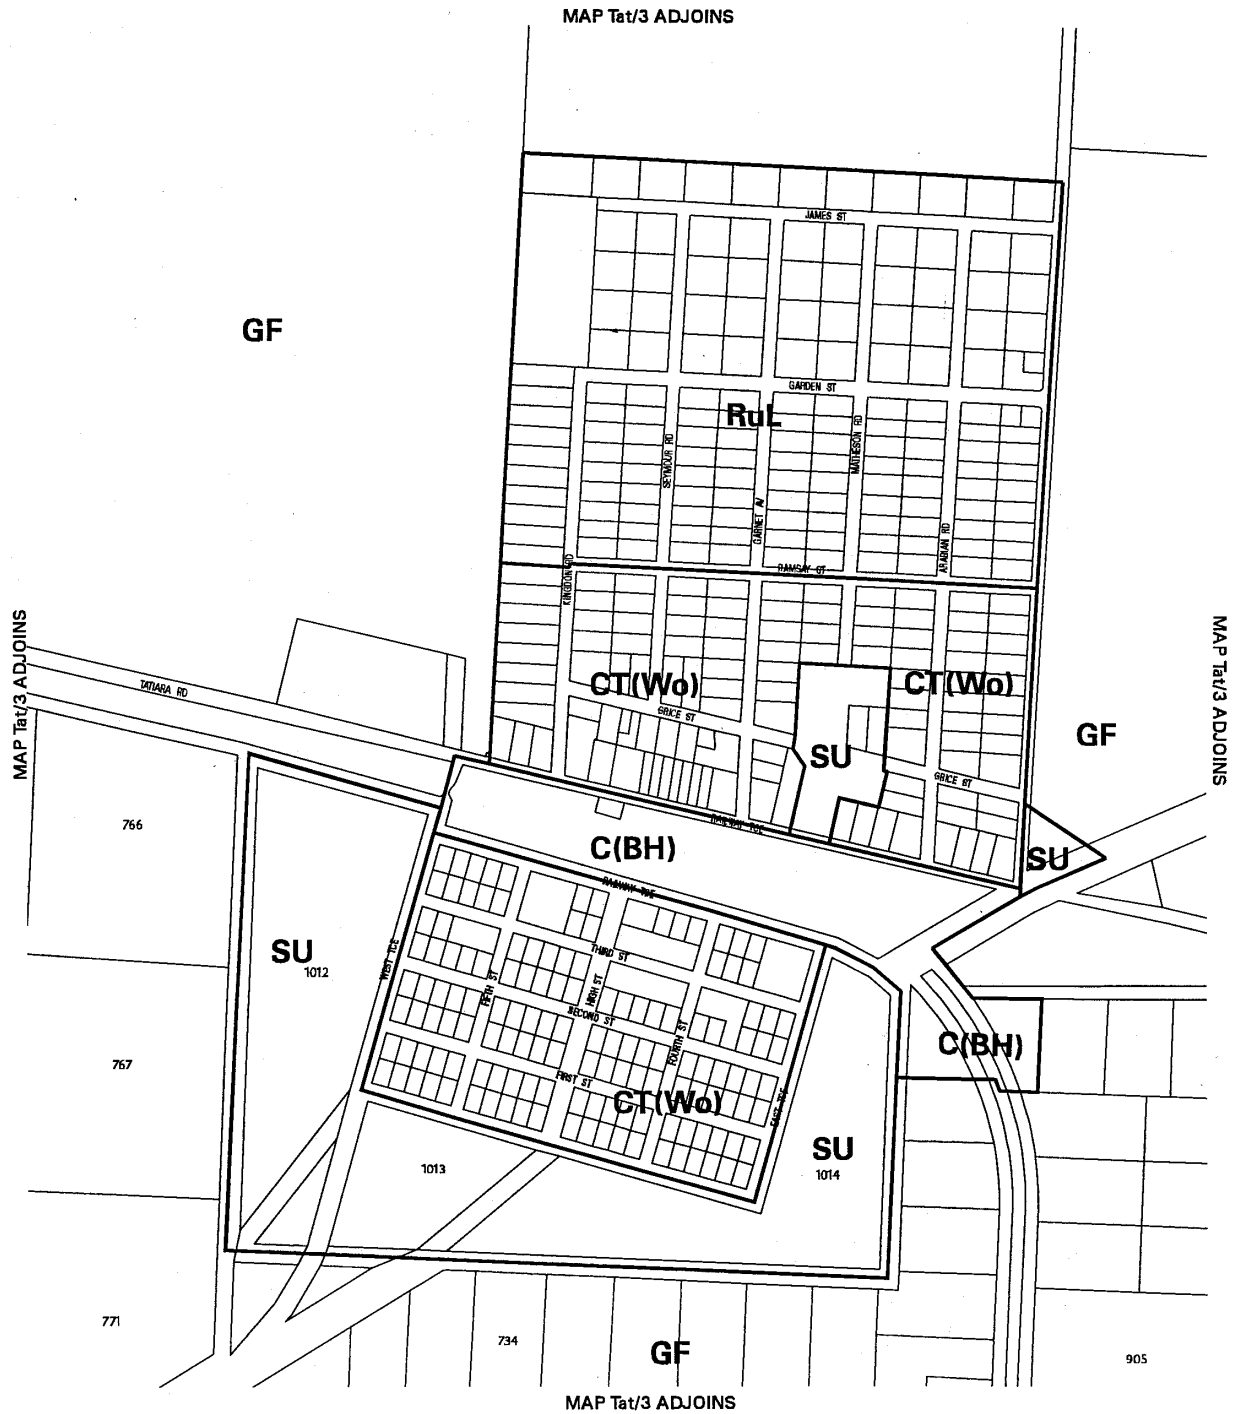 MAP Tat/3 ADJOINS
JAMES ST
GF
GARDEN ST
RuL
MATHESON RD
SEYMOUR RD
GARNET AV
ARABIAN RD
RAMSAY ST
KINGDON RD
MAP Tat/3 ADJOINS
MAP Tat/3 ADJOINS
TATIARA RD
CT(Wo)
CT(Wo)
GRICE ST
GF
SU
GRICE ST
RAILWAY TCE
766
C(BH)
SU
RAILWAY TCE
SU
1012
WEST TCE
THIRD ST
FIFTH ST
HIGH ST
SECOND ST
FOURTH ST
C(BH)
767
FIRST ST
CT(Wo)
EAST TCE
SU
1013
1014
771
734
GF
905
MAP Tat/3 ADJOINS